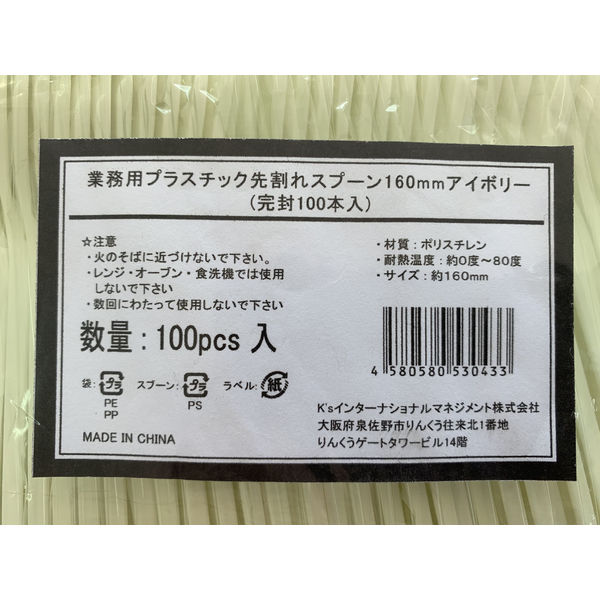 業務用プラスチック先割れスプーン160mmアイボリー
(完封100本入)
☆注意
・火のそばに近づけないで下さい。
・レンジ・オーブン・食洗機では使用
しないで下さい
・数回にわたって使用しないで下さい
数量：100pcs 入
・材質：ポリスチレン
・耐熱温度：約0度～80度
・サイズ：約160mm
4 580580 530433
袋： プラ スプーン： プラ ラベル： 紙
PE PS
PP
MADE IN CHINA
K'sインターナショナルマネジメント株式会社
大阪府泉佐野市りんくう往来北1番地
りんくうゲートタワービル14階